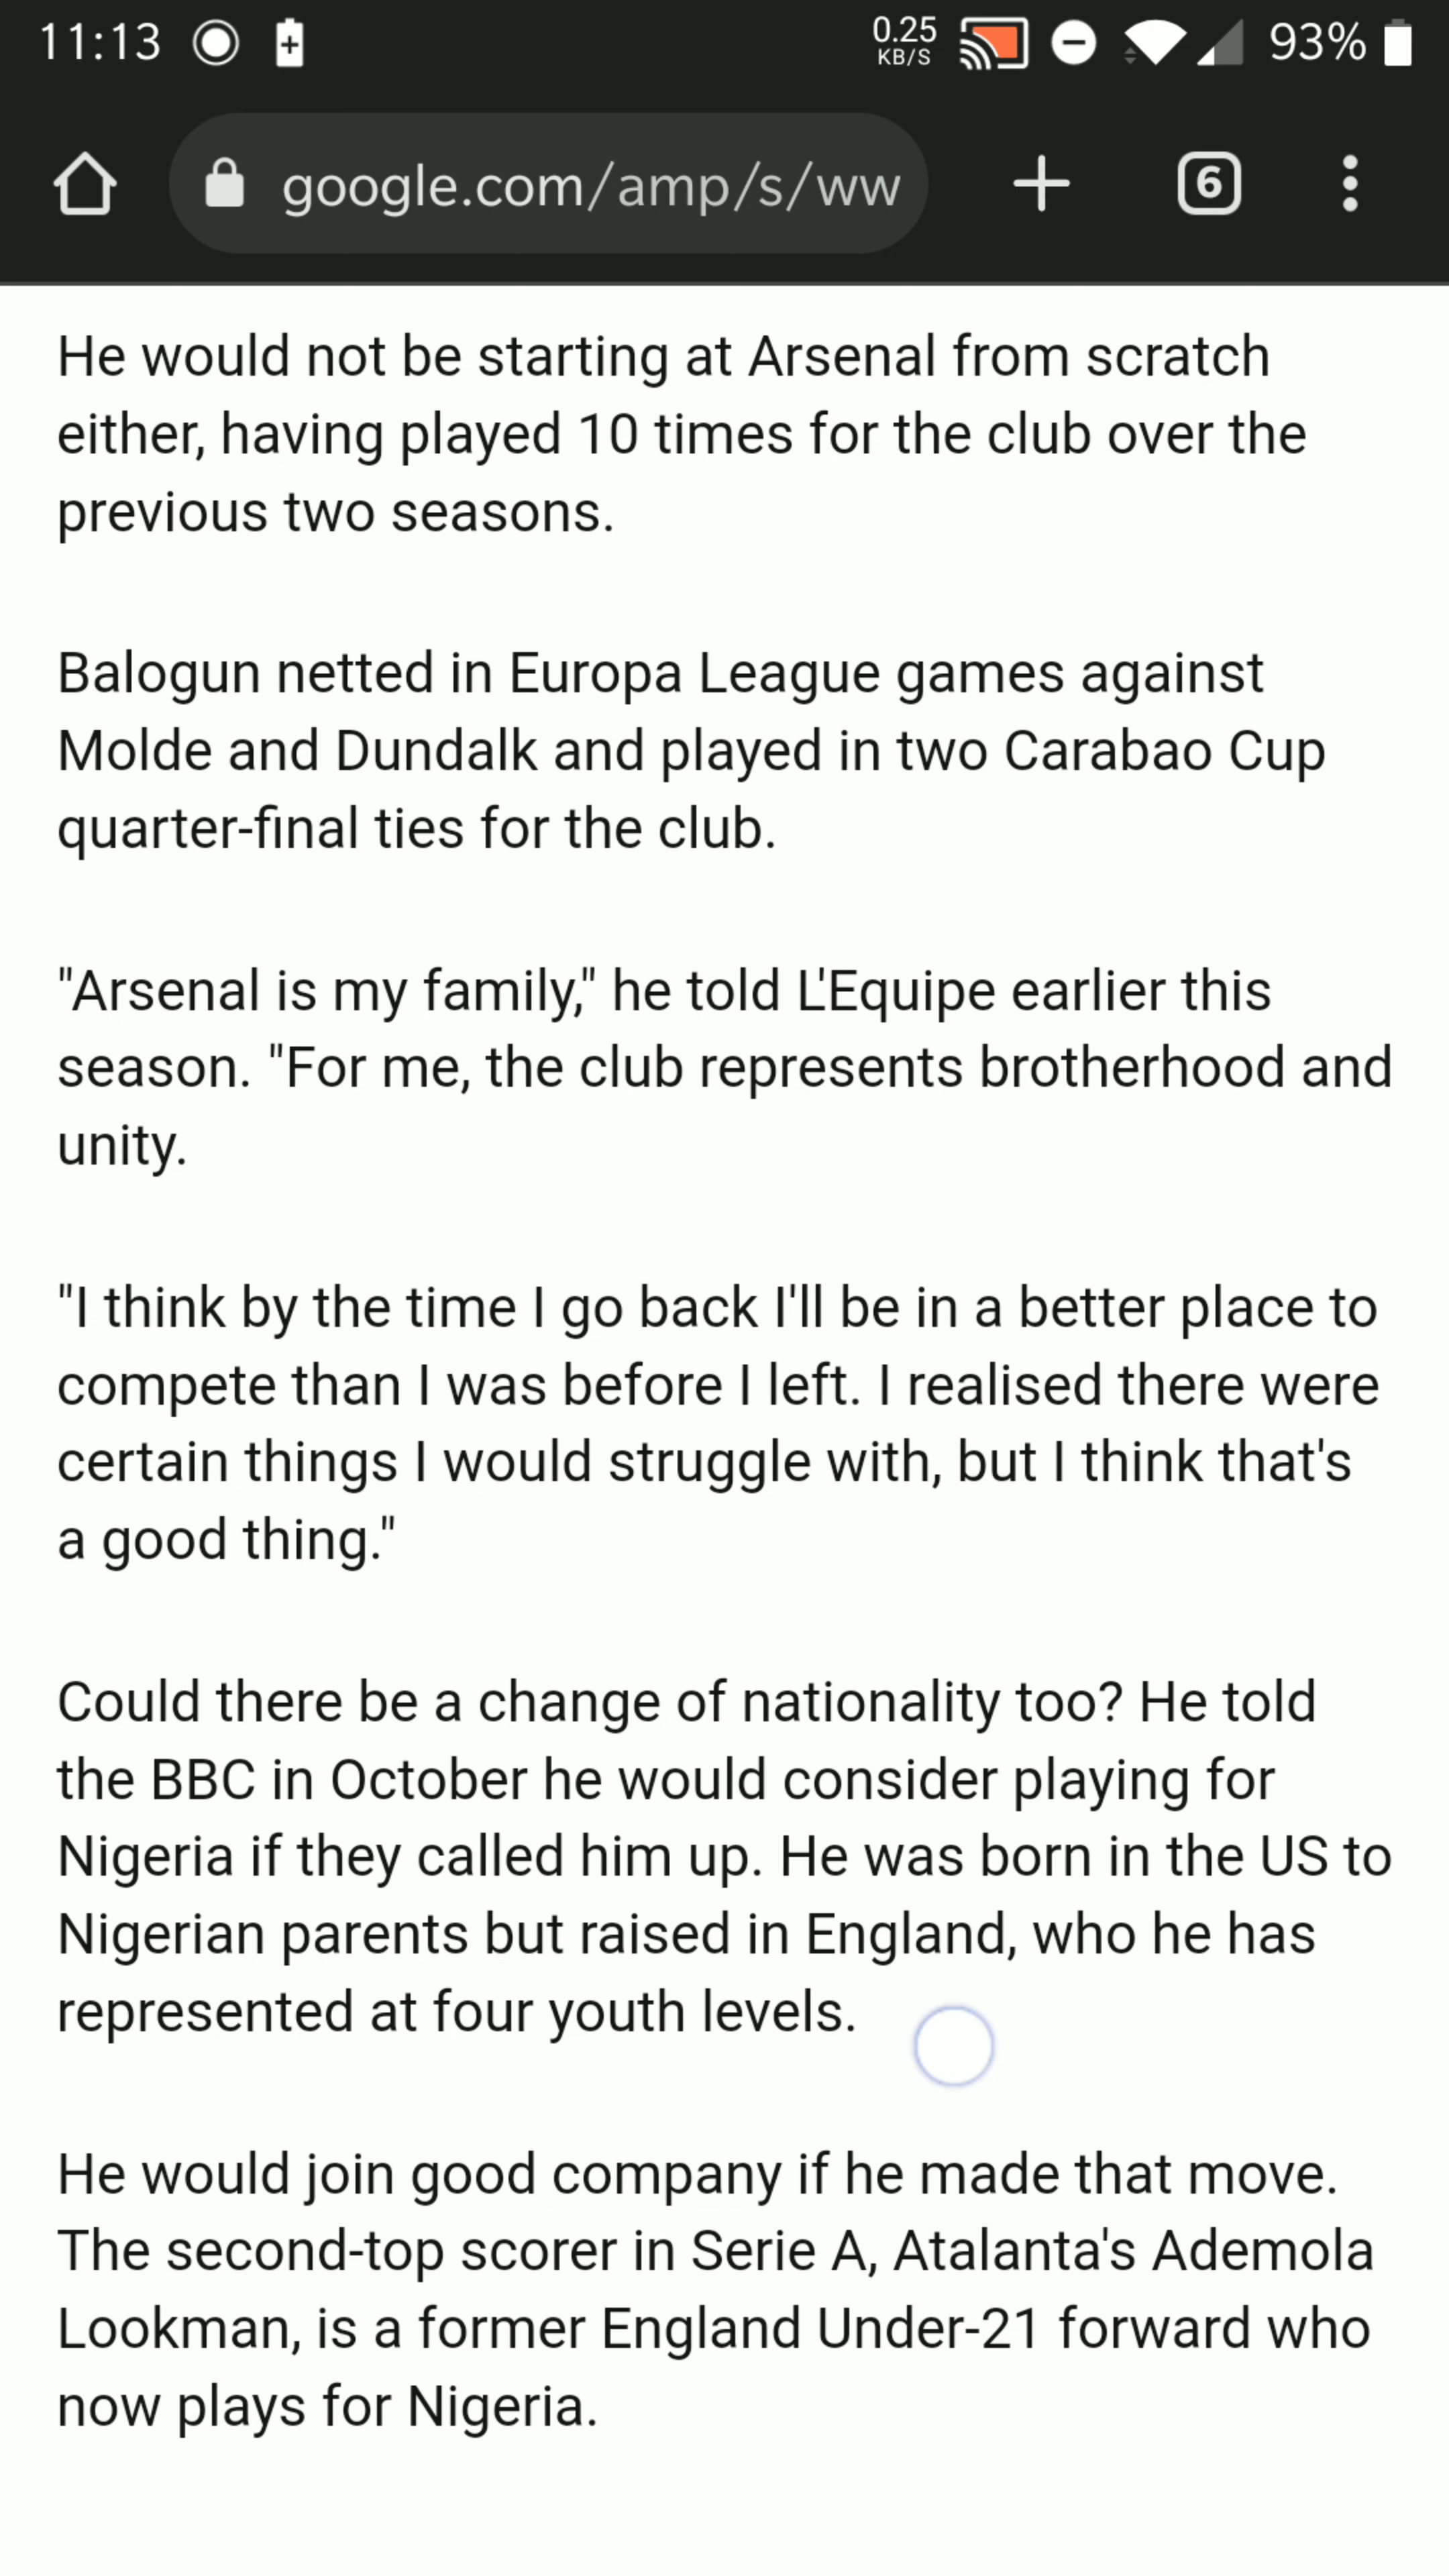 11:13
0.25
KB/S
93%
google.com/amp/s/ww
6
He would not be starting at Arsenal from scratch
either, having played 10 times for the club over the
previous two seasons.
Balogun netted in Europa League games against
Molde and Dundalk and played in two Carabao Cup
quarter-final ties for the club.
"Arsenal is my family," he told L'Equipe earlier this
season. "For me, the club represents brotherhood and
unity.
"I think by the time I go back I'll be in a better place to
compete than I was before I left. I realised there were
certain things I would struggle with, but I think that's
a good thing."
Could there be a change of nationality too? He told
the BBC in October he would consider playing for
Nigeria if they called him up. He was born in the US to
Nigerian parents but raised in England, who he has
represented at four youth levels.
He would join good company if he made that move.
The second-top scorer in Serie A, Atalanta's Ademola
Lookman, is a former England Under-21 forward who
now plays for Nigeria.